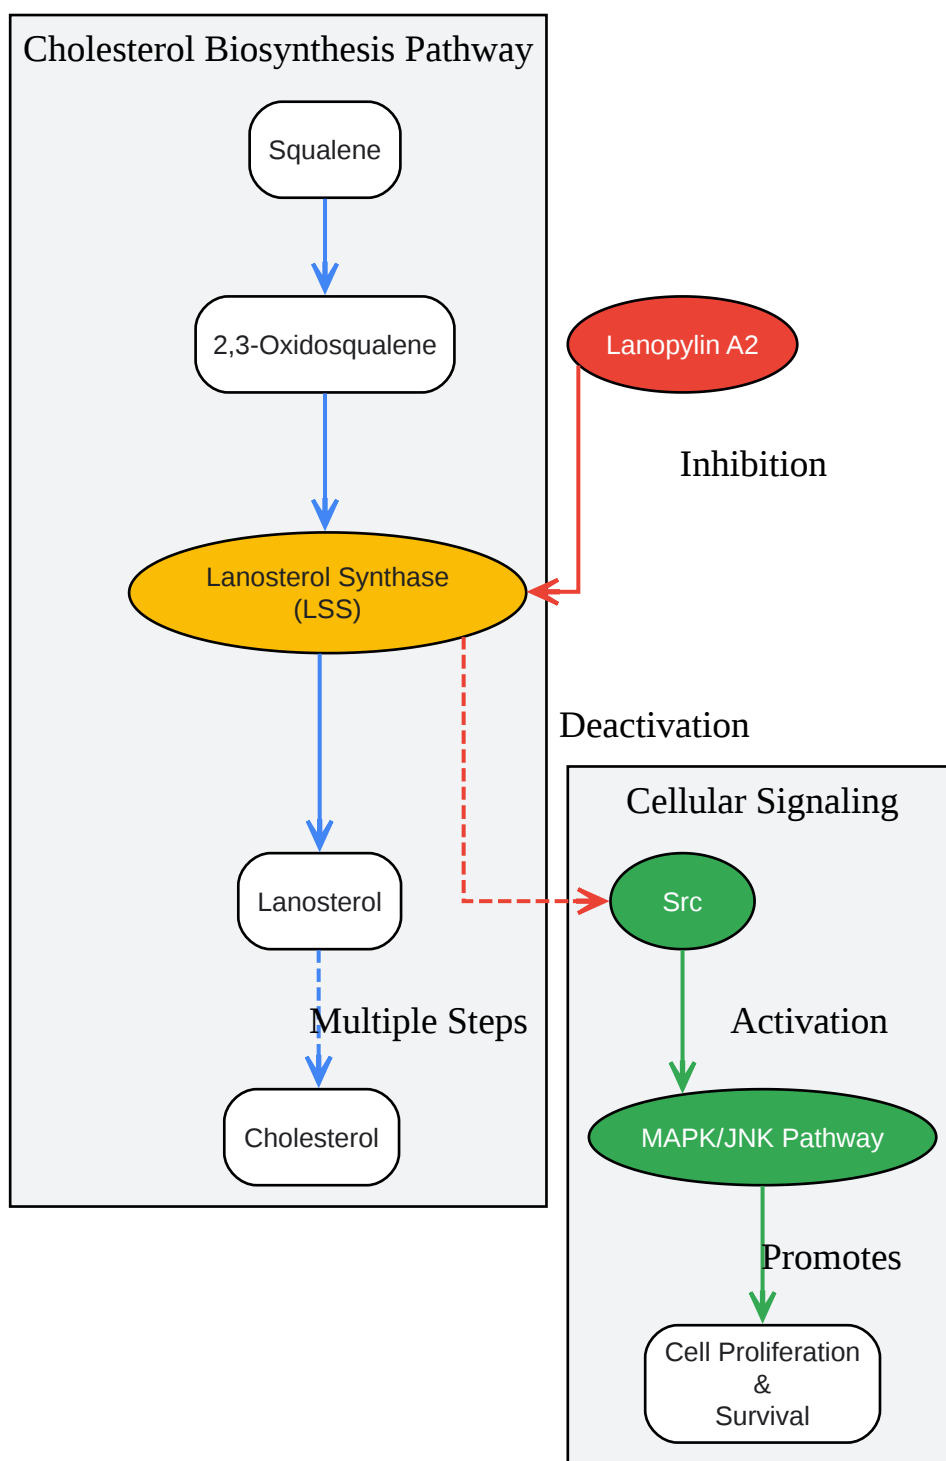 Cholesterol Biosynthesis Pathway
Squalene
2,3-Oxidosqualene
Lanopylin A2
Inhibition
Lanosterol Synthase
(LSS)
Deactivation
Cellular Signaling
Lanosterol
Src
Multiple Steps
Activation
Cholesterol
MAPK/JNK Pathway
Promotes
Cell Proliferation
&
Survival